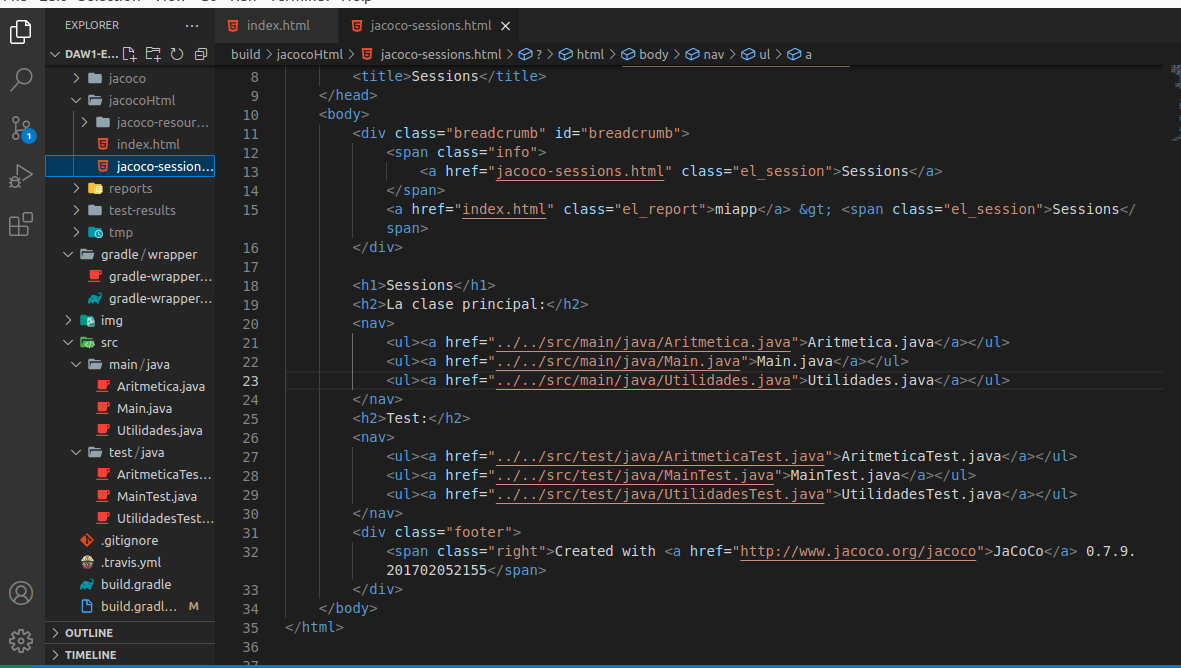 EXPLORER ···
DAW1-E...
jacoco
jacocoHtml
jacoco-resour...
index.html
jacoco-session...
reports
test-results
tmp
gradle/wrapper
gradle-wrapper...
gradle-wrapper...
img
src
main/java
Aritmetica.java
Main.java
Utilidades.java
test/java
AritmeticaTes...
MainTest.java
UtilidadesTest...
.gitignore
.travis.yml
build.gradle
build.gradl... M
OUTLINE
TIMELINE
1
index.html jacoco-sessions.html ×
build > jacocoHtml > jacoco-sessions.html > ? > html > body > nav > ul > a
8 <title>Sessions</title>
9 </head>
10 <body>
11 <div class="breadcrumb" id="breadcrumb">
12 <span class="info">
13 <a href="jacoco-sessions.html" class="el_session">Sessions</a>
14 </span>
15 <a href="index.html" class="el_report">miapp</a> &gt; <span class="el_session">Sessions</
span>
16 </div>
17
18 <h1>Sessions</h1>
19 <h2>La clase principal:</h2>
20 <nav>
21 <ul><a href="../../src/main/java/Aritmetica.java">Aritmetica.java</a></ul>
22 <ul><a href="../../src/main/java/Main.java">Main.java</a></ul>
23 <ul><a href="../../src/main/java/Utilidades.java">Utilidades.java</a></ul>
24 </nav>
25 <h2>Test:</h2>
26 <nav>
27 <ul><a href="../../src/test/java/AritmeticaTest.java">AritmeticaTest.java</a></ul>
28 <ul><a href="../../src/test/java/MainTest.java">MainTest.java</a></ul>
29 <ul><a href="../../src/test/java/UtilidadesTest.java">UtilidadesTest.java</a></ul>
30 </nav>
31 <div class="footer">
32 <span class="right">Created with <a href="http://www.jacoco.org/jacoco">JaCoCo</a> 0.7.9.
201702052155</span>
33 </div>
34 </body>
35 </html>
36
37